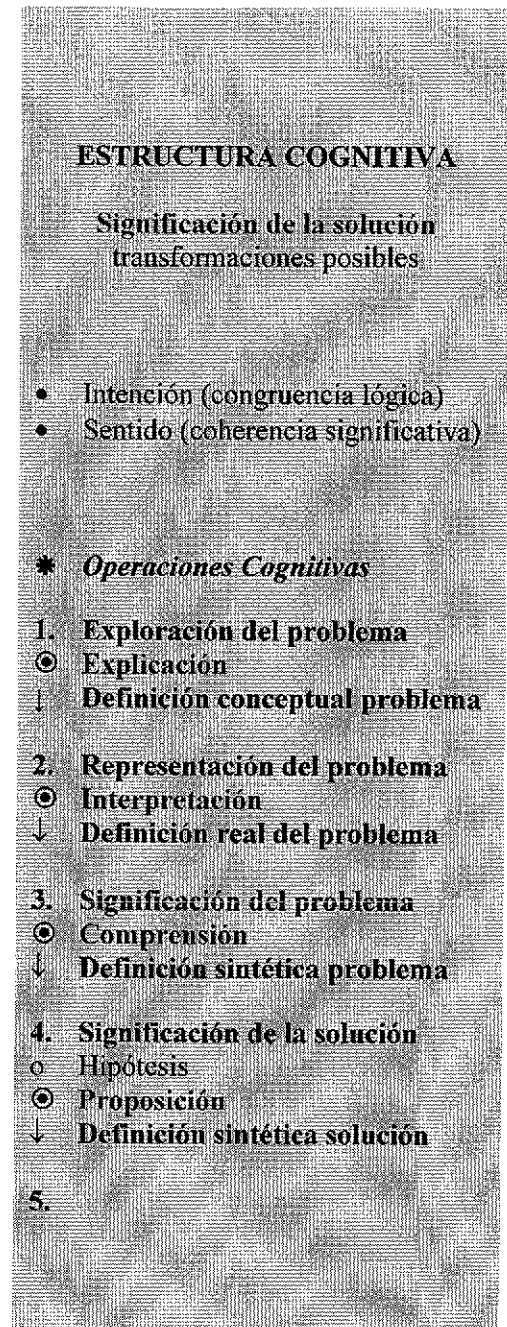 ESTRUCTURA COGNITIVA
Significación de la solución
transformaciones posibles
• Intención (congruencia lógica)
• Sentido (coherencia significativa)
* Operaciones Cognitivas
1. Exploración del problema
⦿ Explicación
↓ Definición conceptual problema
2. Representación del problema
⦿ Interpretación
↓ Definición real del problema
3. Significación del problema
⦿ Comprensión
↓ Definición sintética problema
4. Significación de la solución
o Hipótesis
⦿ Proposición
↓ Definición sintética solución
5.